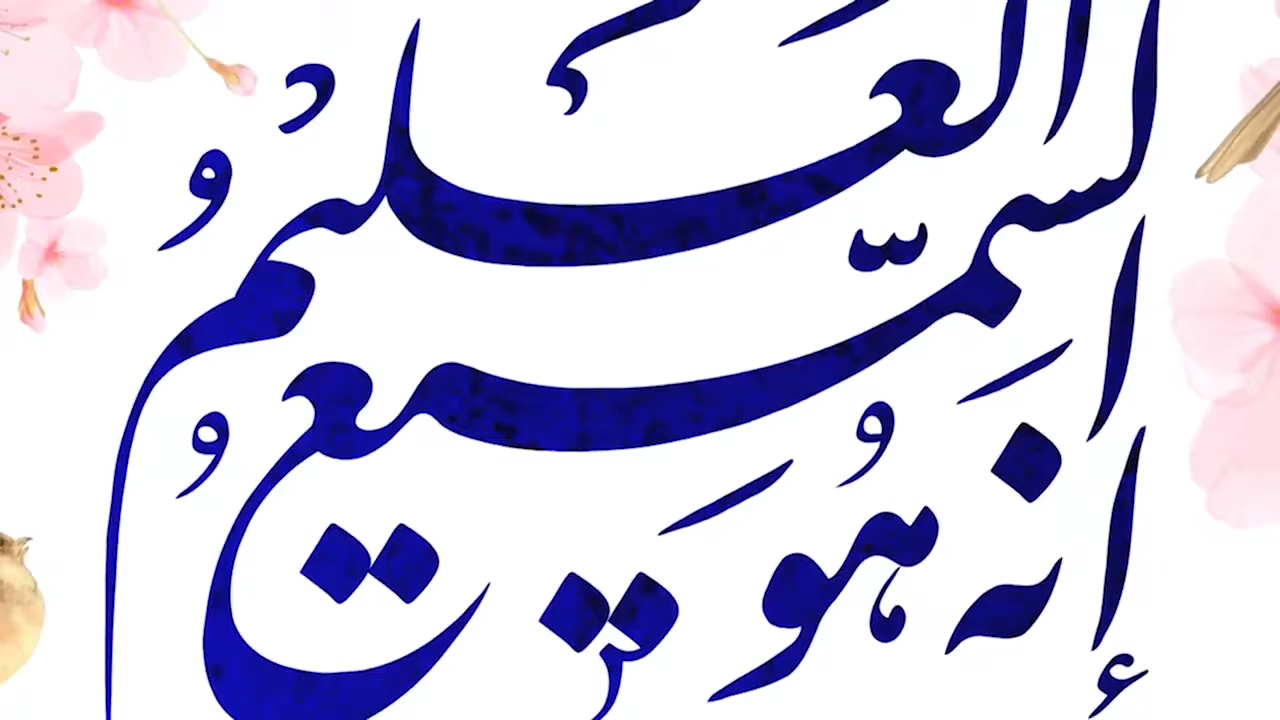 إنه هو
السميع
العليم